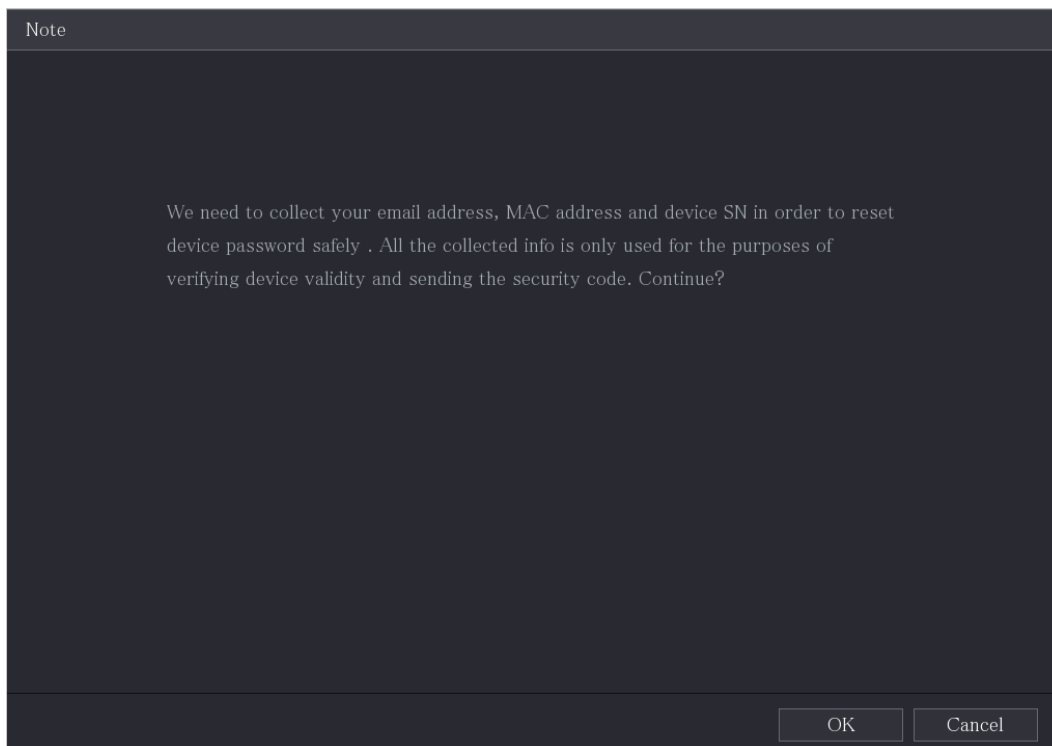 Note
We need to collect your email address, MAC address and device SN in order to reset
device password safely . All the collected info is only used for the purposes of
verifying device validity and sending the security code. Continue?
OK
Cancel